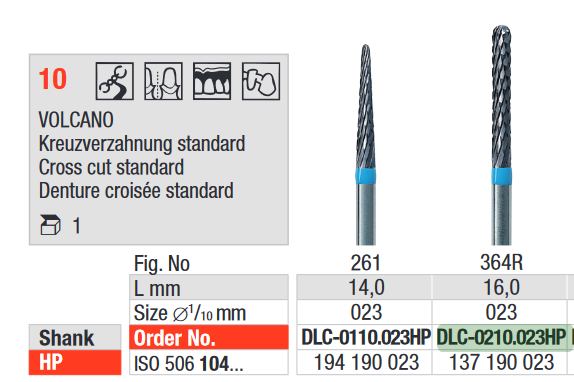 10
VOLCANO
Kreuzverzahnung standard
Cross cut standard
Denture croisée standard
1
Fig. No 261 364R
L mm 14,0 16,0
Size ∅1/10 mm 023 023
Shank Order No. DLC-0110.023HP DLC-0210.023HP
HP ISO 506 104... 194 190 023 137 190 023